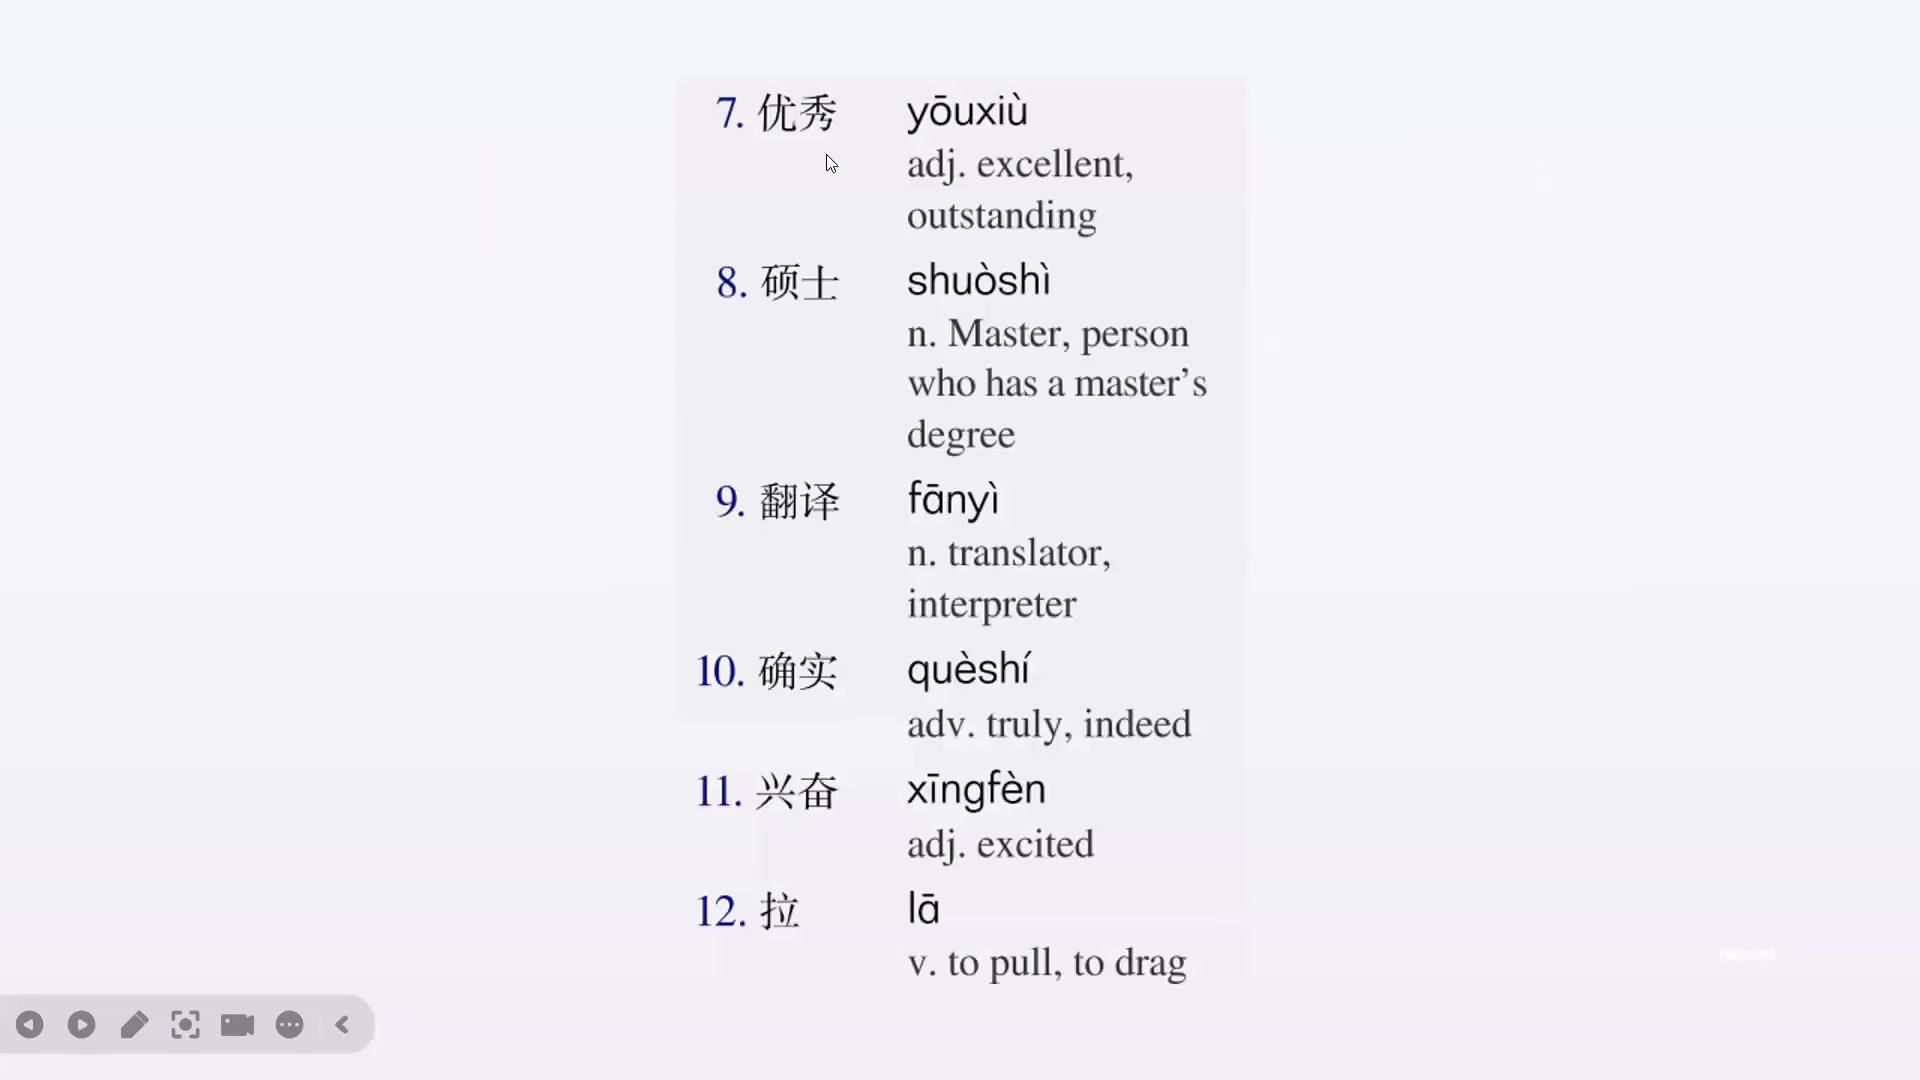 7. 优秀 yōuxiù
adj. excellent,
outstanding
8. 硕士 shuòshì
n. Master, person
who has a master’s
degree
9. 翻译 fānyì
n. translator,
interpreter
10. 确实 quèshí
adv. truly, indeed
11. 兴奋 xīngfèn
adj. excited
12. 拉 lā
v. to pull, to drag